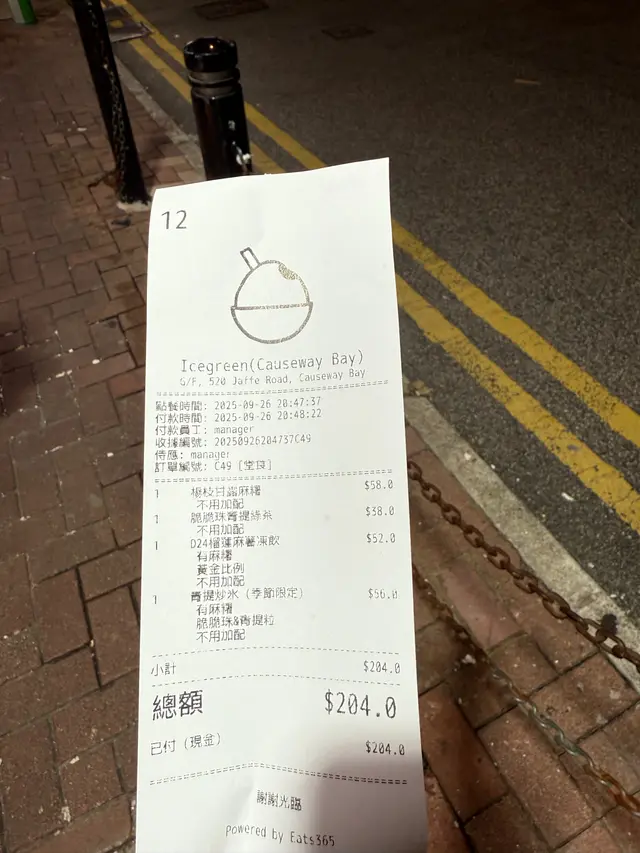 12
Icegreen(Causeway Bay)
G/F, 520 Jaffe Road, Causeway Bay
點餐時間: 2025-09-26 20:47:37
付款時間: 2025-09-26 20:48:22
付款員工: manager
收據編號: 20250926204737C49
侍應: manager
訂單編號: C49 [堂食]
1 楊枝甘露麻糬 $58.0
不用加配
1 脆脆珠青提綠茶 $38.0
不用加配
1 D24榴蓮麻薯凍飲 $52.0
有麻糬
黃金比例
不用加配
1 青提炒氷 (季節限定) $56.0
有麻糬
脆脆珠&青提粒
不用加配
小計 $204.0
總額 $204.0
已付 (現金) $204.0
謝謝光臨
Powered by Eats365